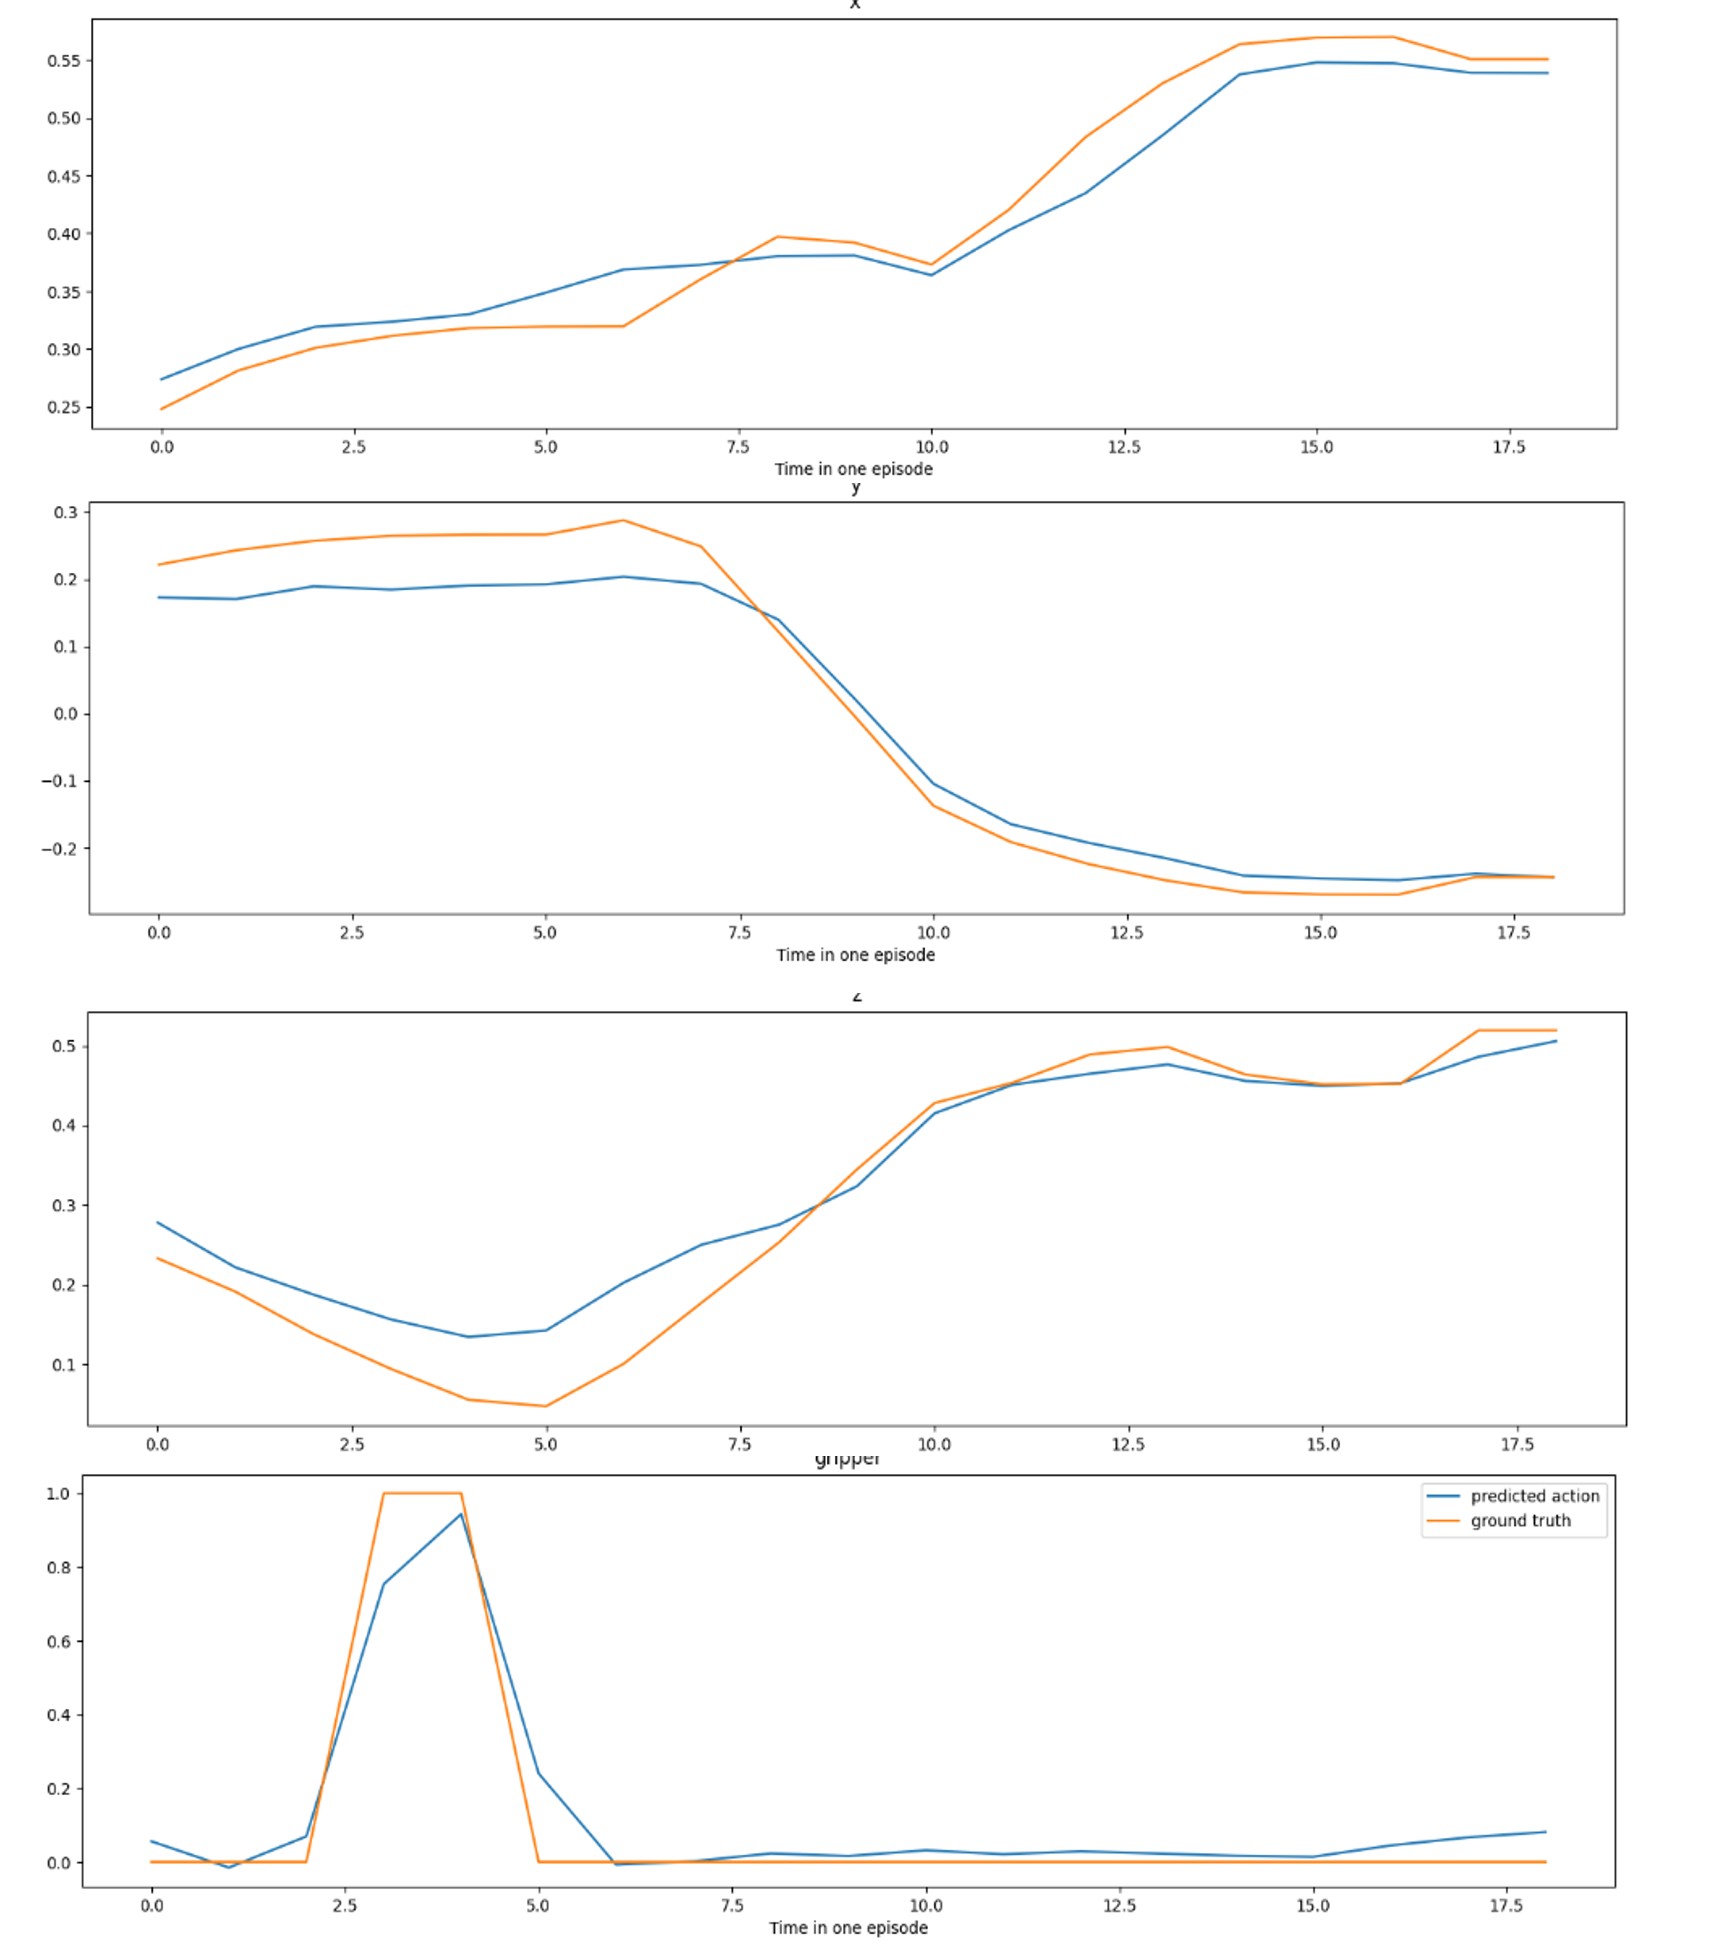 x
0.55
0.50
0.45
0.40
0.35
0.30
0.25
0.0 2.5 5.0 7.5 10.0 12.5 15.0 17.5
Time in one episode
y
0.3
0.2
0.1
0.0
−0.1
−0.2
0.0 2.5 5.0 7.5 10.0 12.5 15.0 17.5
Time in one episode
z
0.5
0.4
0.3
0.2
0.1
0.0 2.5 5.0 7.5 10.0 12.5 15.0 17.5
gripper
1.0
predicted action
ground truth
0.8
0.6
0.4
0.2
0.0
0.0 2.5 5.0 7.5 10.0 12.5 15.0 17.5
Time in one episode